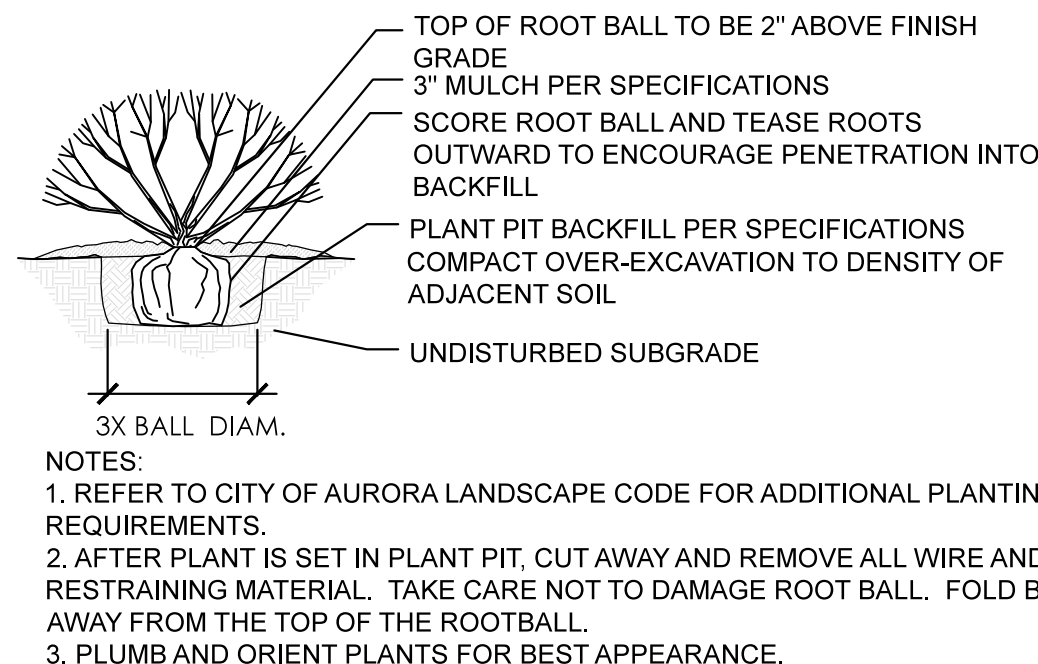 TOP OF ROOT BALL TO BE 2" ABOVE FINISH
GRADE
3" MULCH PER SPECIFICATIONS
SCORE ROOT BALL AND TEASE ROOTS
OUTWARD TO ENCOURAGE PENETRATION INTO
BACKFILL
PLANT PIT BACKFILL PER SPECIFICATIONS
COMPACT OVER-EXCAVATION TO DENSITY OF
ADJACENT SOIL
UNDISTURBED SUBGRADE
3X BALL DIAM.
NOTES:
1. REFER TO CITY OF AURORA LANDSCAPE CODE FOR ADDITIONAL PLANTIN
REQUIREMENTS.
2. AFTER PLANT IS SET IN PLANT PIT, CUT AWAY AND REMOVE ALL WIRE AND
RESTRAINING MATERIAL. TAKE CARE NOT TO DAMAGE ROOT BALL. FOLD B
AWAY FROM THE TOP OF THE ROOTBALL.
3. PLUMB AND ORIENT PLANTS FOR BEST APPEARANCE.